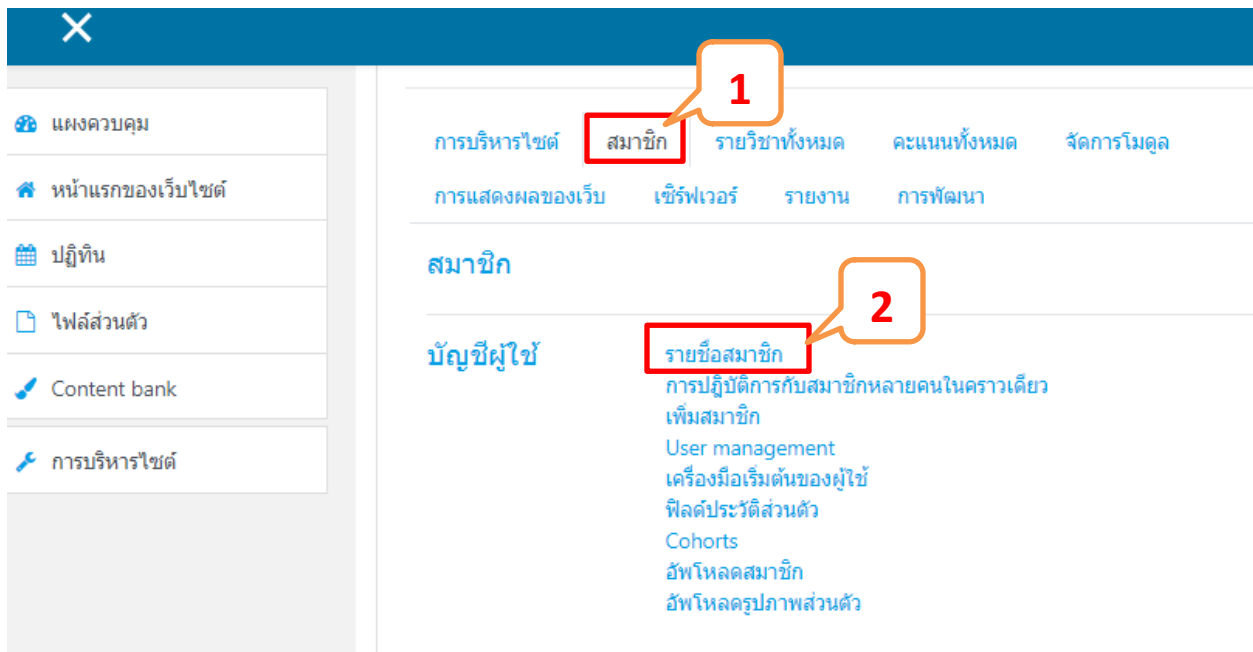 แผงควบคุม
หน้าแรกของเว็บไซต์
ปฏิทิน
ไฟล์ส่วนตัว
Content bank
การบริหารไซต์
1
การบริหารไซต์ สมาชิก รายวิชาทั้งหมด คะแนนทั้งหมด จัดการโมดูล
การแสดงผลของเว็บ เซิร์ฟเวอร์ รายงาน การพัฒนา
สมาชิก
2
บัญชีผู้ใช้ รายชื่อสมาชิก
การปฎิบัติการกับสมาชิกหลายคนในคราวเดียว
เพิ่มสมาชิก
User management
เครื่องมือเริ่มต้นของผู้ใช้
ฟิลด์ประวัติส่วนตัว
Cohorts
อัพโหลดสมาชิก
อัพโหลดรูปภาพส่วนตัว